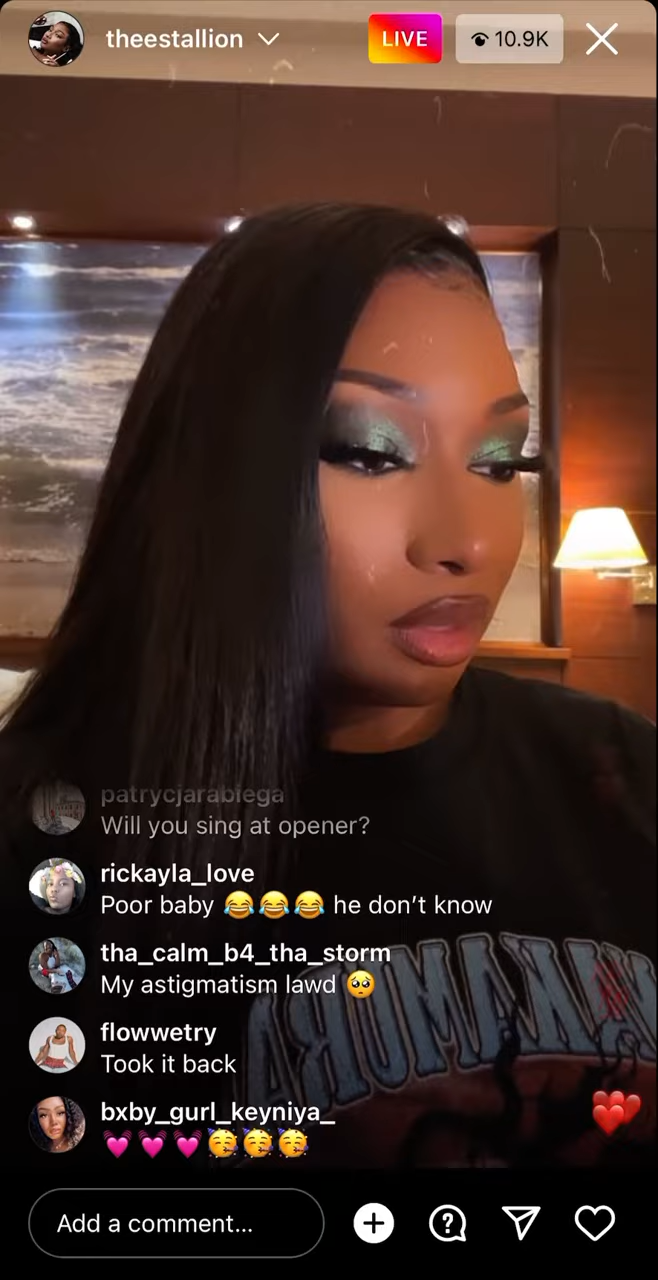 theestallion
LIVE
10.9K
patrycjarabiega
Will you sing at opener?
rickayla_love
Poor baby 😂😂😂 he don’t know
tha_calm_b4_tha_storm
My astigmatism lawd 🥺
flowwetry
Took it back
bxby_gurl_keyniya_
💓💓💓🥳🥳🥳
Add a comment...